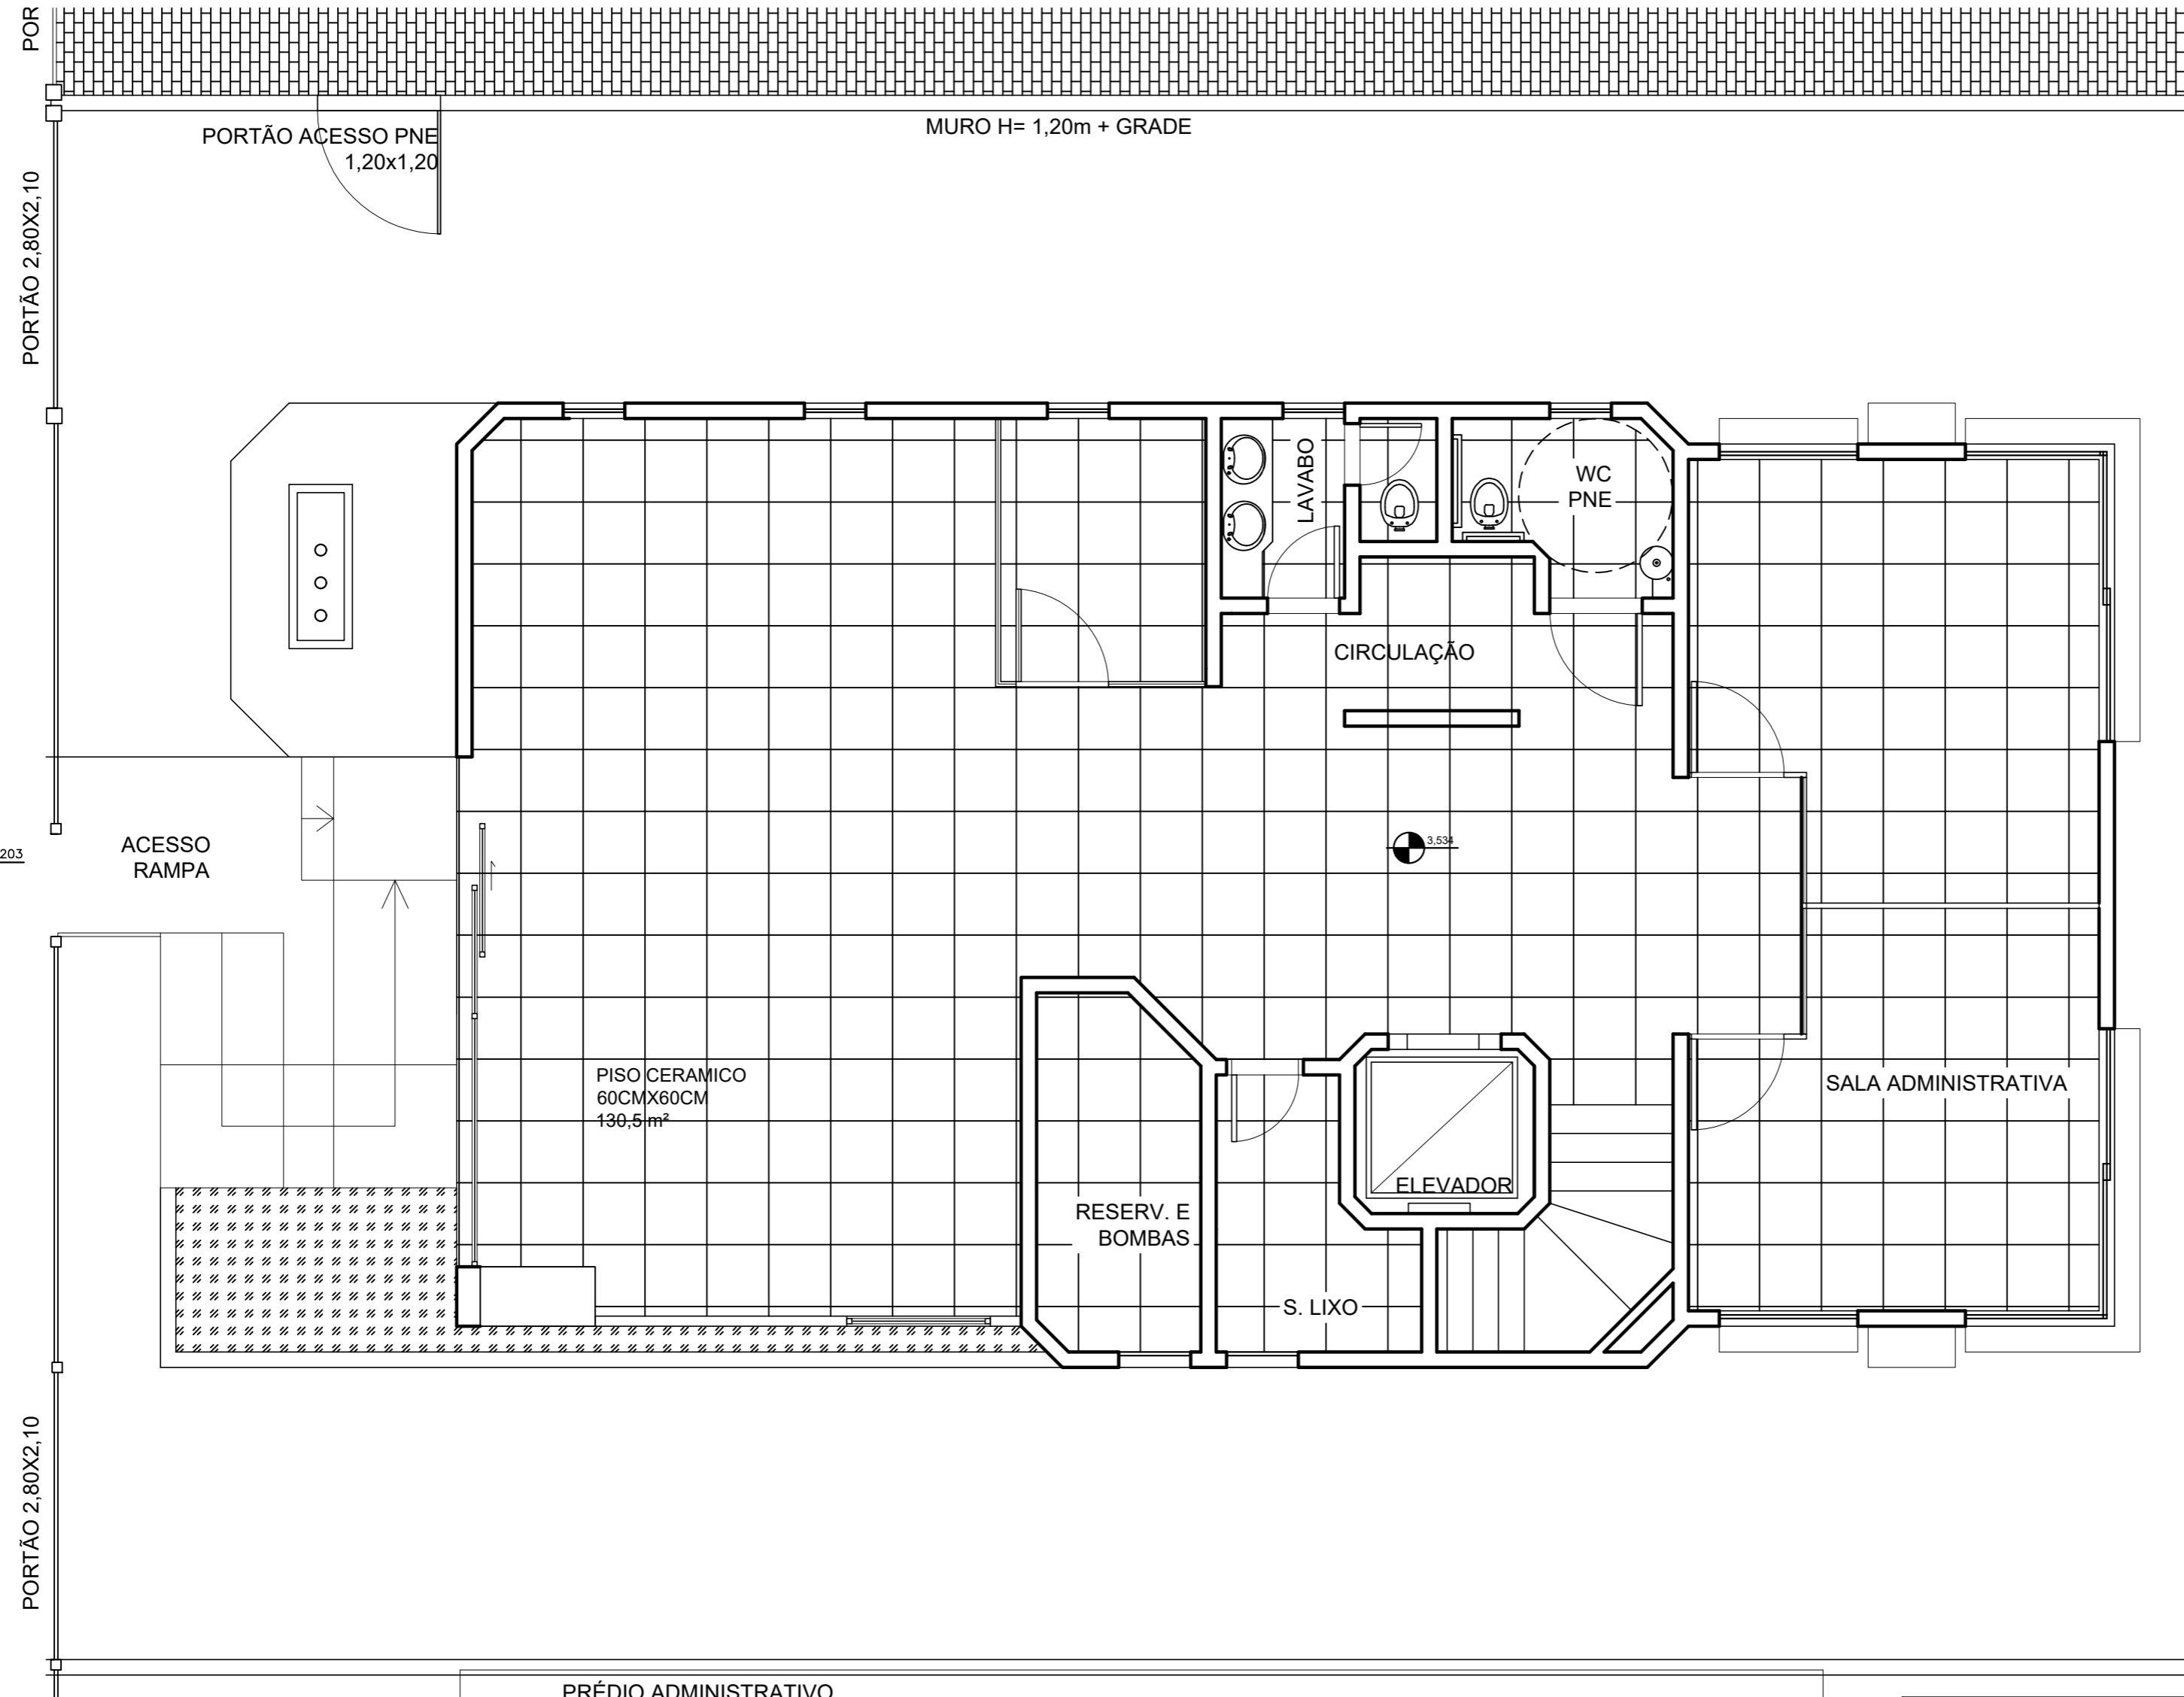 POR
PORTÃO ACESSO PNE
1,20x1,20
MURO H= 1,20m + GRADE
PORTÃO 2,80X2,10
LAVABO
WC
PNE
CIRCULAÇÃO
ACESSO
RAMPA
203
3,534
PISO CERAMICO
60CMX60CM
130,5 m²
SALA ADMINISTRATIVA
ELEVADOR
RESERV. E
BOMBAS
S. LIXO
PORTÃO 2,80X2,10
PRÉDIO ADMINISTRATIVO